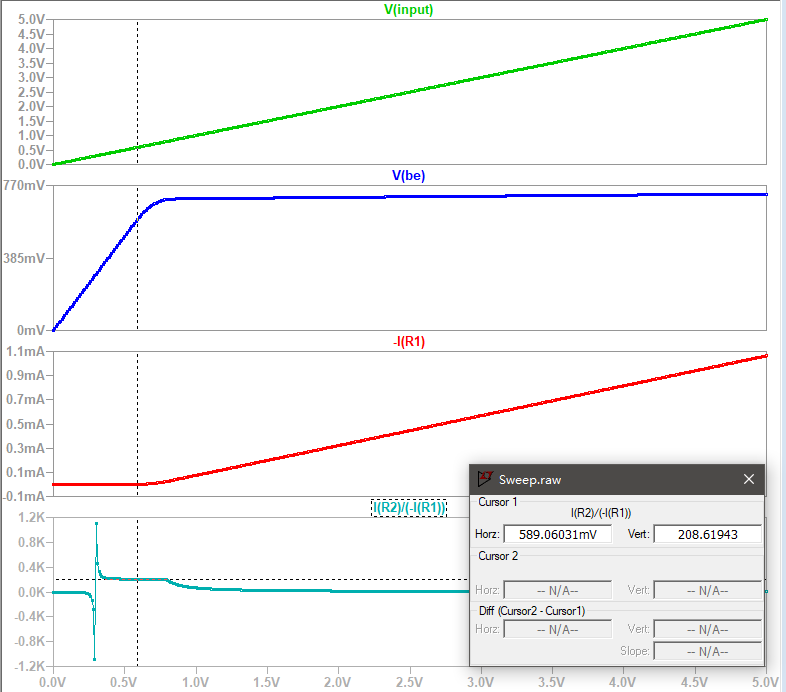 V(input)
5.0V
4.5V
4.0V
3.5V
3.0V
2.5V
2.0V
1.5V
1.0V
0.5V
0.0V
V(be)
770mV
385mV
0mV
-I(R1)
1.1mA
0.9mA
0.7mA
0.5mA
0.3mA
0.1mA
-0.1mA
I(R2)/(-I(R1))
1.2K
0.8K
0.4K
0.0K
-0.4K
-0.8K
-1.2K
0.0V 0.5V 1.0V 1.5V 2.0V 2.5V 3.0V 3.5V 4.0V 4.5V 5.0V
Sweep.raw
Cursor 1
I(R2)/(-I(R1))
Horz: 589.06031mV Vert: 208.61943
Cursor 2
Horz: -- N/A-- Vert: -- N/A--
Diff (Cursor2 - Cursor1)
Horz: -- N/A-- Vert: -- N/A--
Slope: -- N/A--